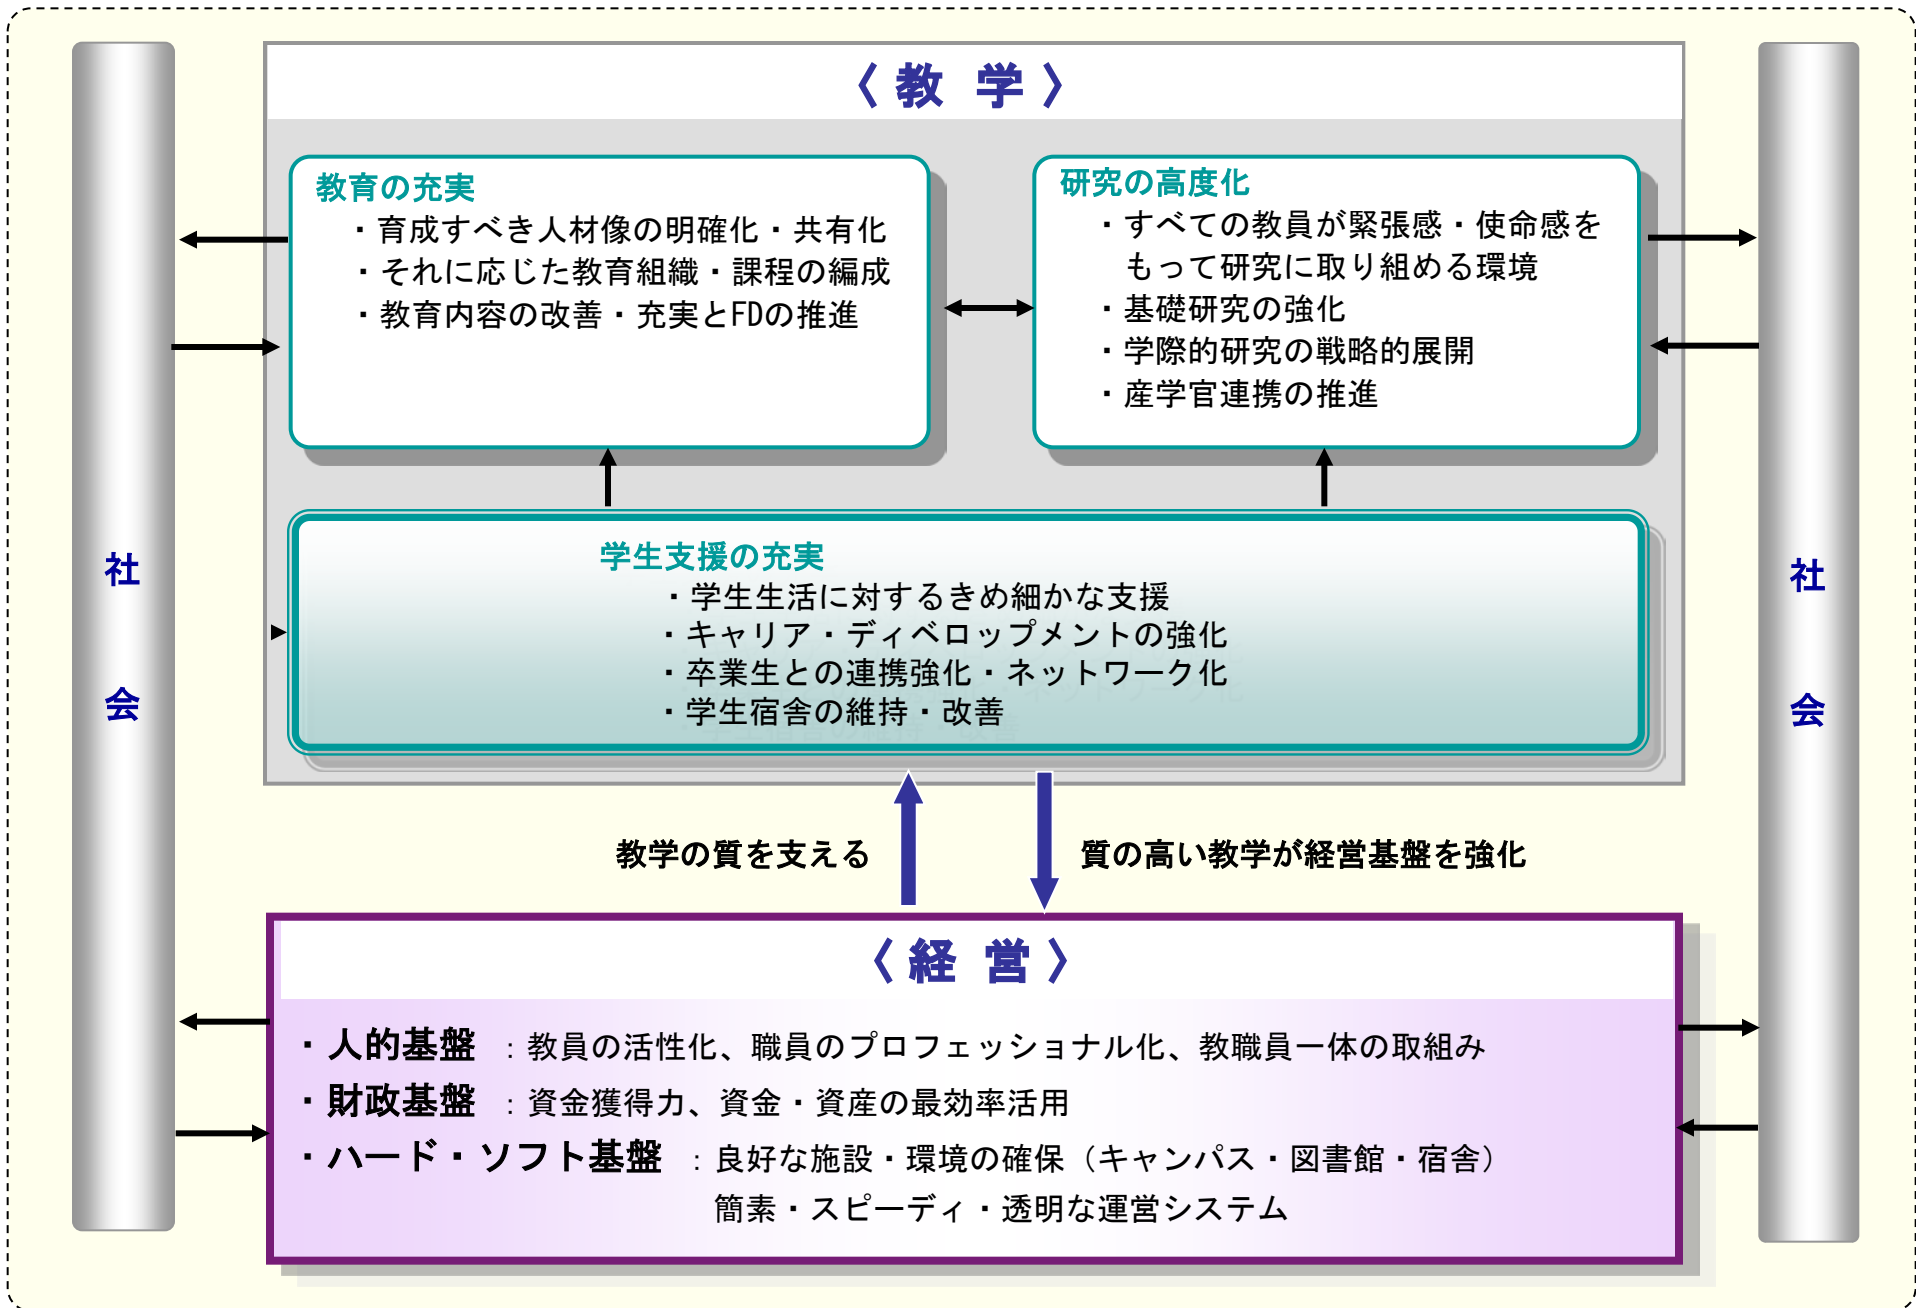 〈 教 学 〉
教育の充実
・育成すべき人材像の明確化・共有化
・それに応じた教育組織・課程の編成
・教育内容の改善・充実とFDの推進
研究の高度化
・すべての教員が緊張感・使命感を
もって研究に取り組める環境
・基礎研究の強化
・学際的研究の戦略的展開
・産学官連携の推進
学生支援の充実
・学生生活に対するきめ細かな支援
・キャリア・ディベロップメントの強化
・卒業生との連携強化・ネットワーク化
・学生宿舎の維持・改善
社
会
社
会
教学の質を支える
質の高い教学が経営基盤を強化
〈 経 営 〉
・人的基盤 ：教員の活性化、職員のプロフェッショナル化、教職員一体の取組み
・財政基盤 ：資金獲得力、資金・資産の最効率活用
・ハード・ソフト基盤 ：良好な施設・環境の確保（キャンパス・図書館・宿舎）
簡素・スピーディ・透明な運営システム